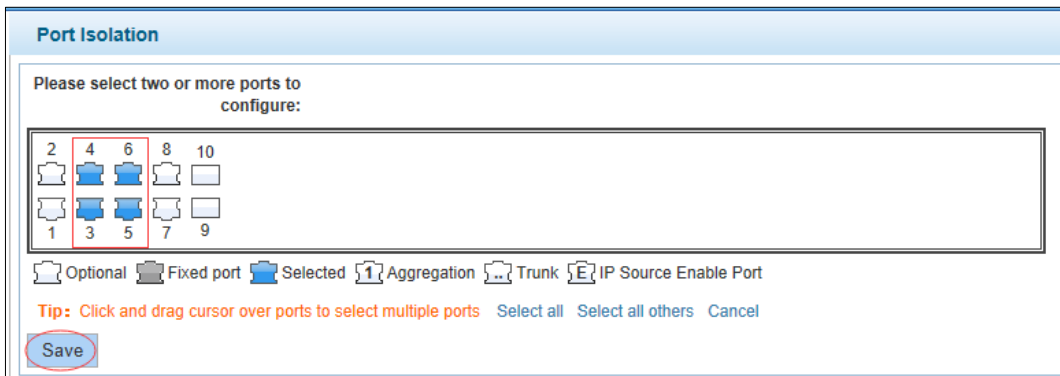 Port Isolation
Please select two or more ports to
configure:
2 4 6 8 10
1 3 5 7 9
Optional Fixed port Selected 1 Aggregation ... Trunk E IP Source Enable Port
Tip: Click and drag cursor over ports to select multiple ports Select all Select all others Cancel
Save